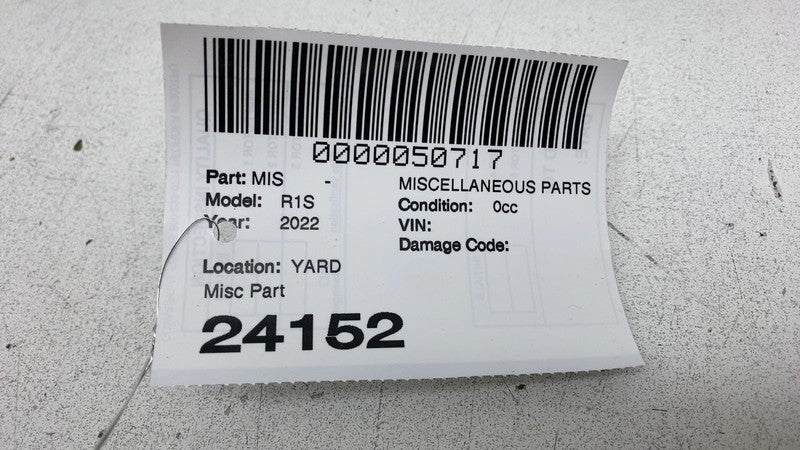 0000050717
Part: MIS - MISCELLANEOUS PARTS
Model: R1S Condition: 0cc
Year: 2022 VIN:
Damage Code:
Location: YARD
Misc Part
24152